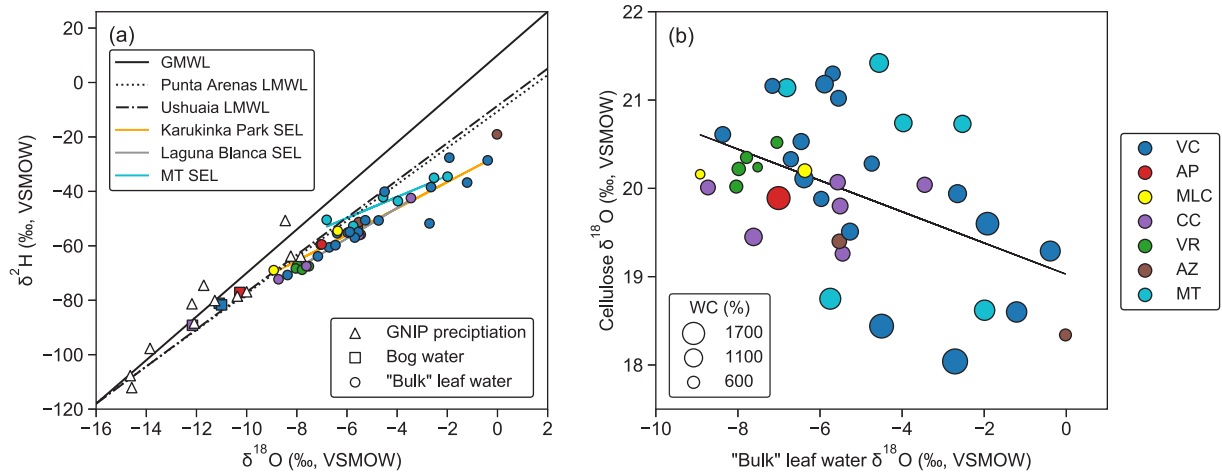 (a)
GMWL
Punta Arenas LMWL
Ushuaia LMWL
Karukinka Park SEL
Laguna Blanca SEL
MT SEL
GNIP preciptiation
Bog water
"Bulk" leaf water
20
0
−20
−40
−60
−80
−100
−120
δ²H (‰, VSMOW)
−16 −14 −12 −10 −8 −6 −4 −2 0 2
δ¹⁸O (‰, VSMOW)
(b)
22
21
20
19
18
17
Cellulose δ¹⁸O (‰, VSMOW)
WC (%)
1700
1100
600
−10 −8 −6 −4 −2 0
"Bulk" leaf water δ¹⁸O (‰, VSMOW)
VC
AP
MLC
CC
VR
AZ
MT